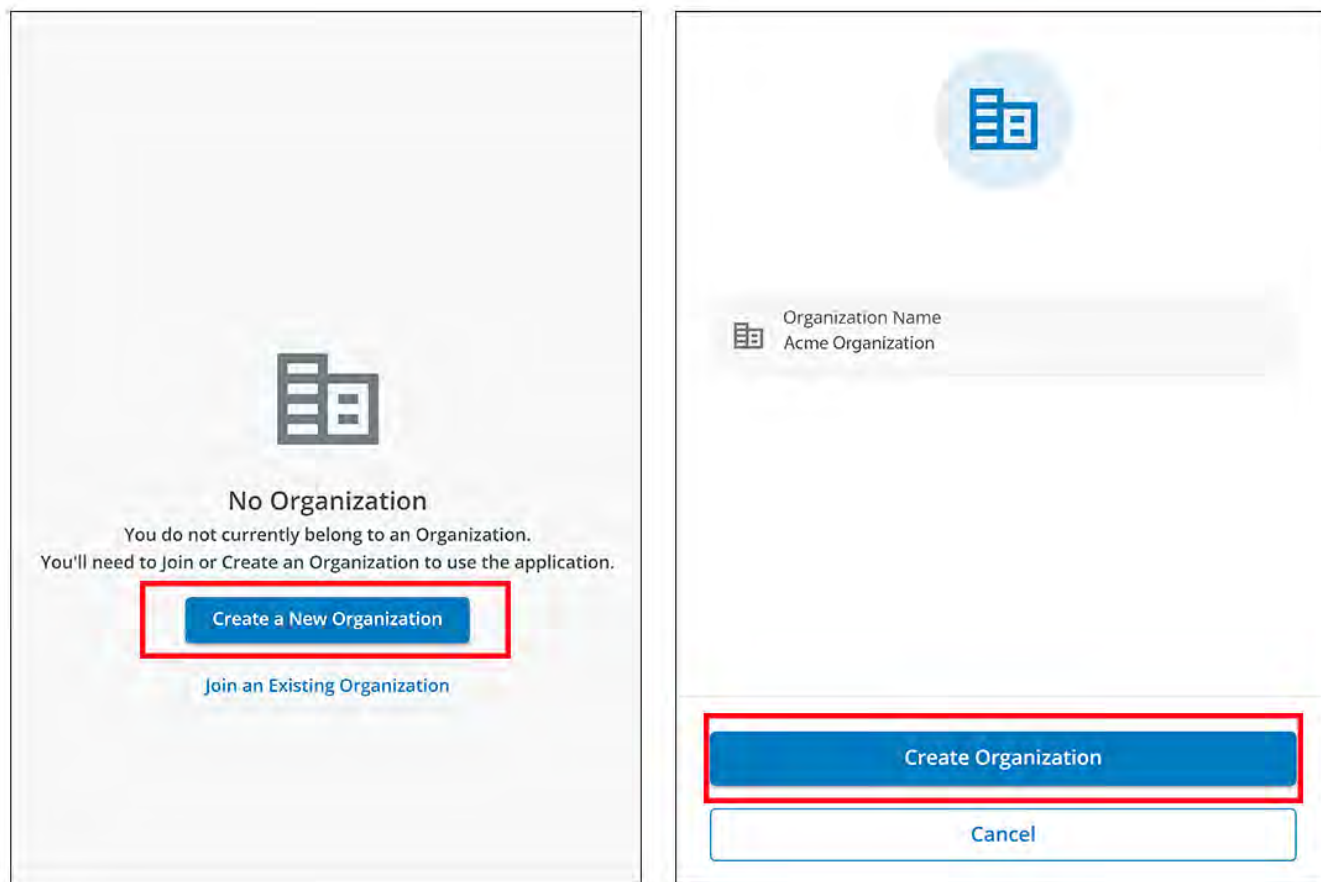 No Organization
You do not currently belong to an Organization.
You'll need to Join or Create an Organization to use the application.
Create a New Organization
Join an Existing Organization
Organization Name
Acme Organization
Create Organization
Cancel